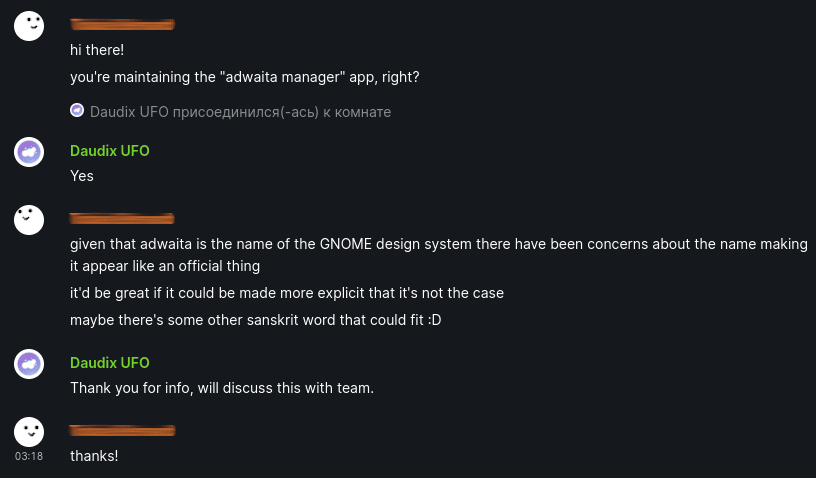 hi there!
you're maintaining the "adwaita manager" app, right?
Daudix UFO присоединился(-ась) к комнате
Daudix UFO
Yes
given that adwaita is the name of the GNOME design system there have been concerns about the name making
it appear like an official thing
it'd be great if it could be made more explicit that it's not the case
maybe there's some other sanskrit word that could fit :D
Daudix UFO
Thank you for info, will discuss this with team.
03:18
thanks!